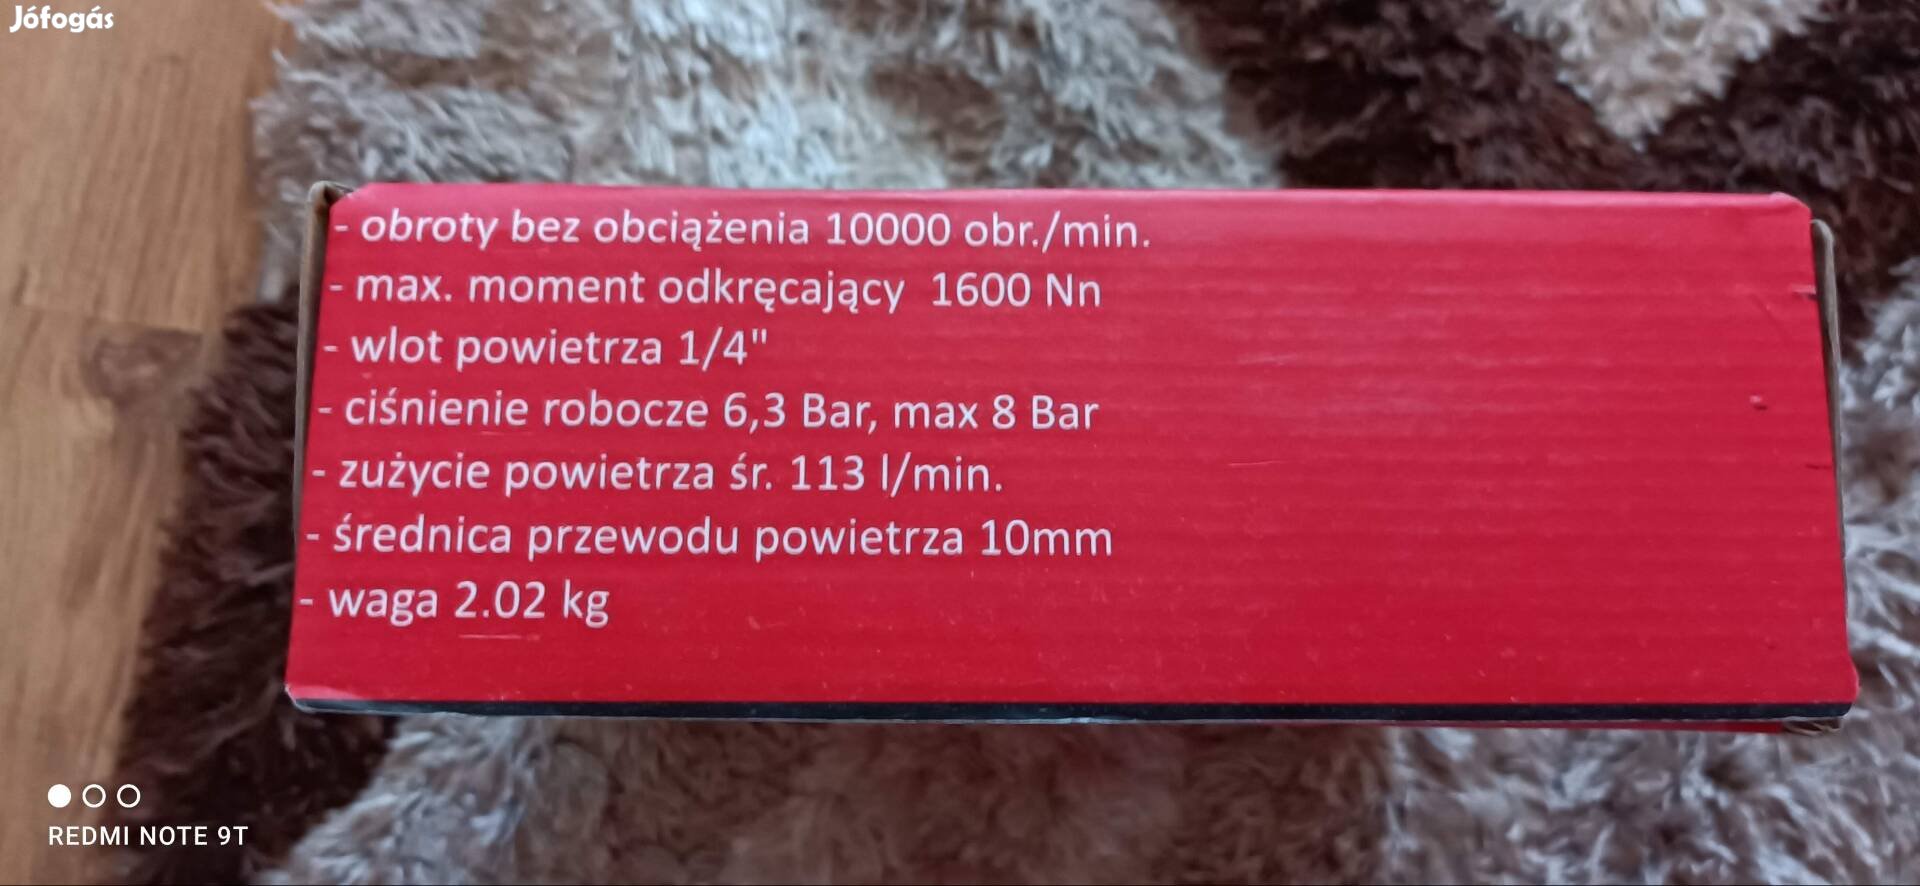 Jófogás
- obroty bez obciążenia 10000 obr./min.
- max. moment odkręcający 1600 Nn
- wlot powietrza 1/4"
- ciśnienie robocze 6,3 Bar, max 8 Bar
- zużycie powietrza śr. 113 l/min.
- średnica przewodu powietrza 10mm
- waga 2.02 kg
REDMI NOTE 9T